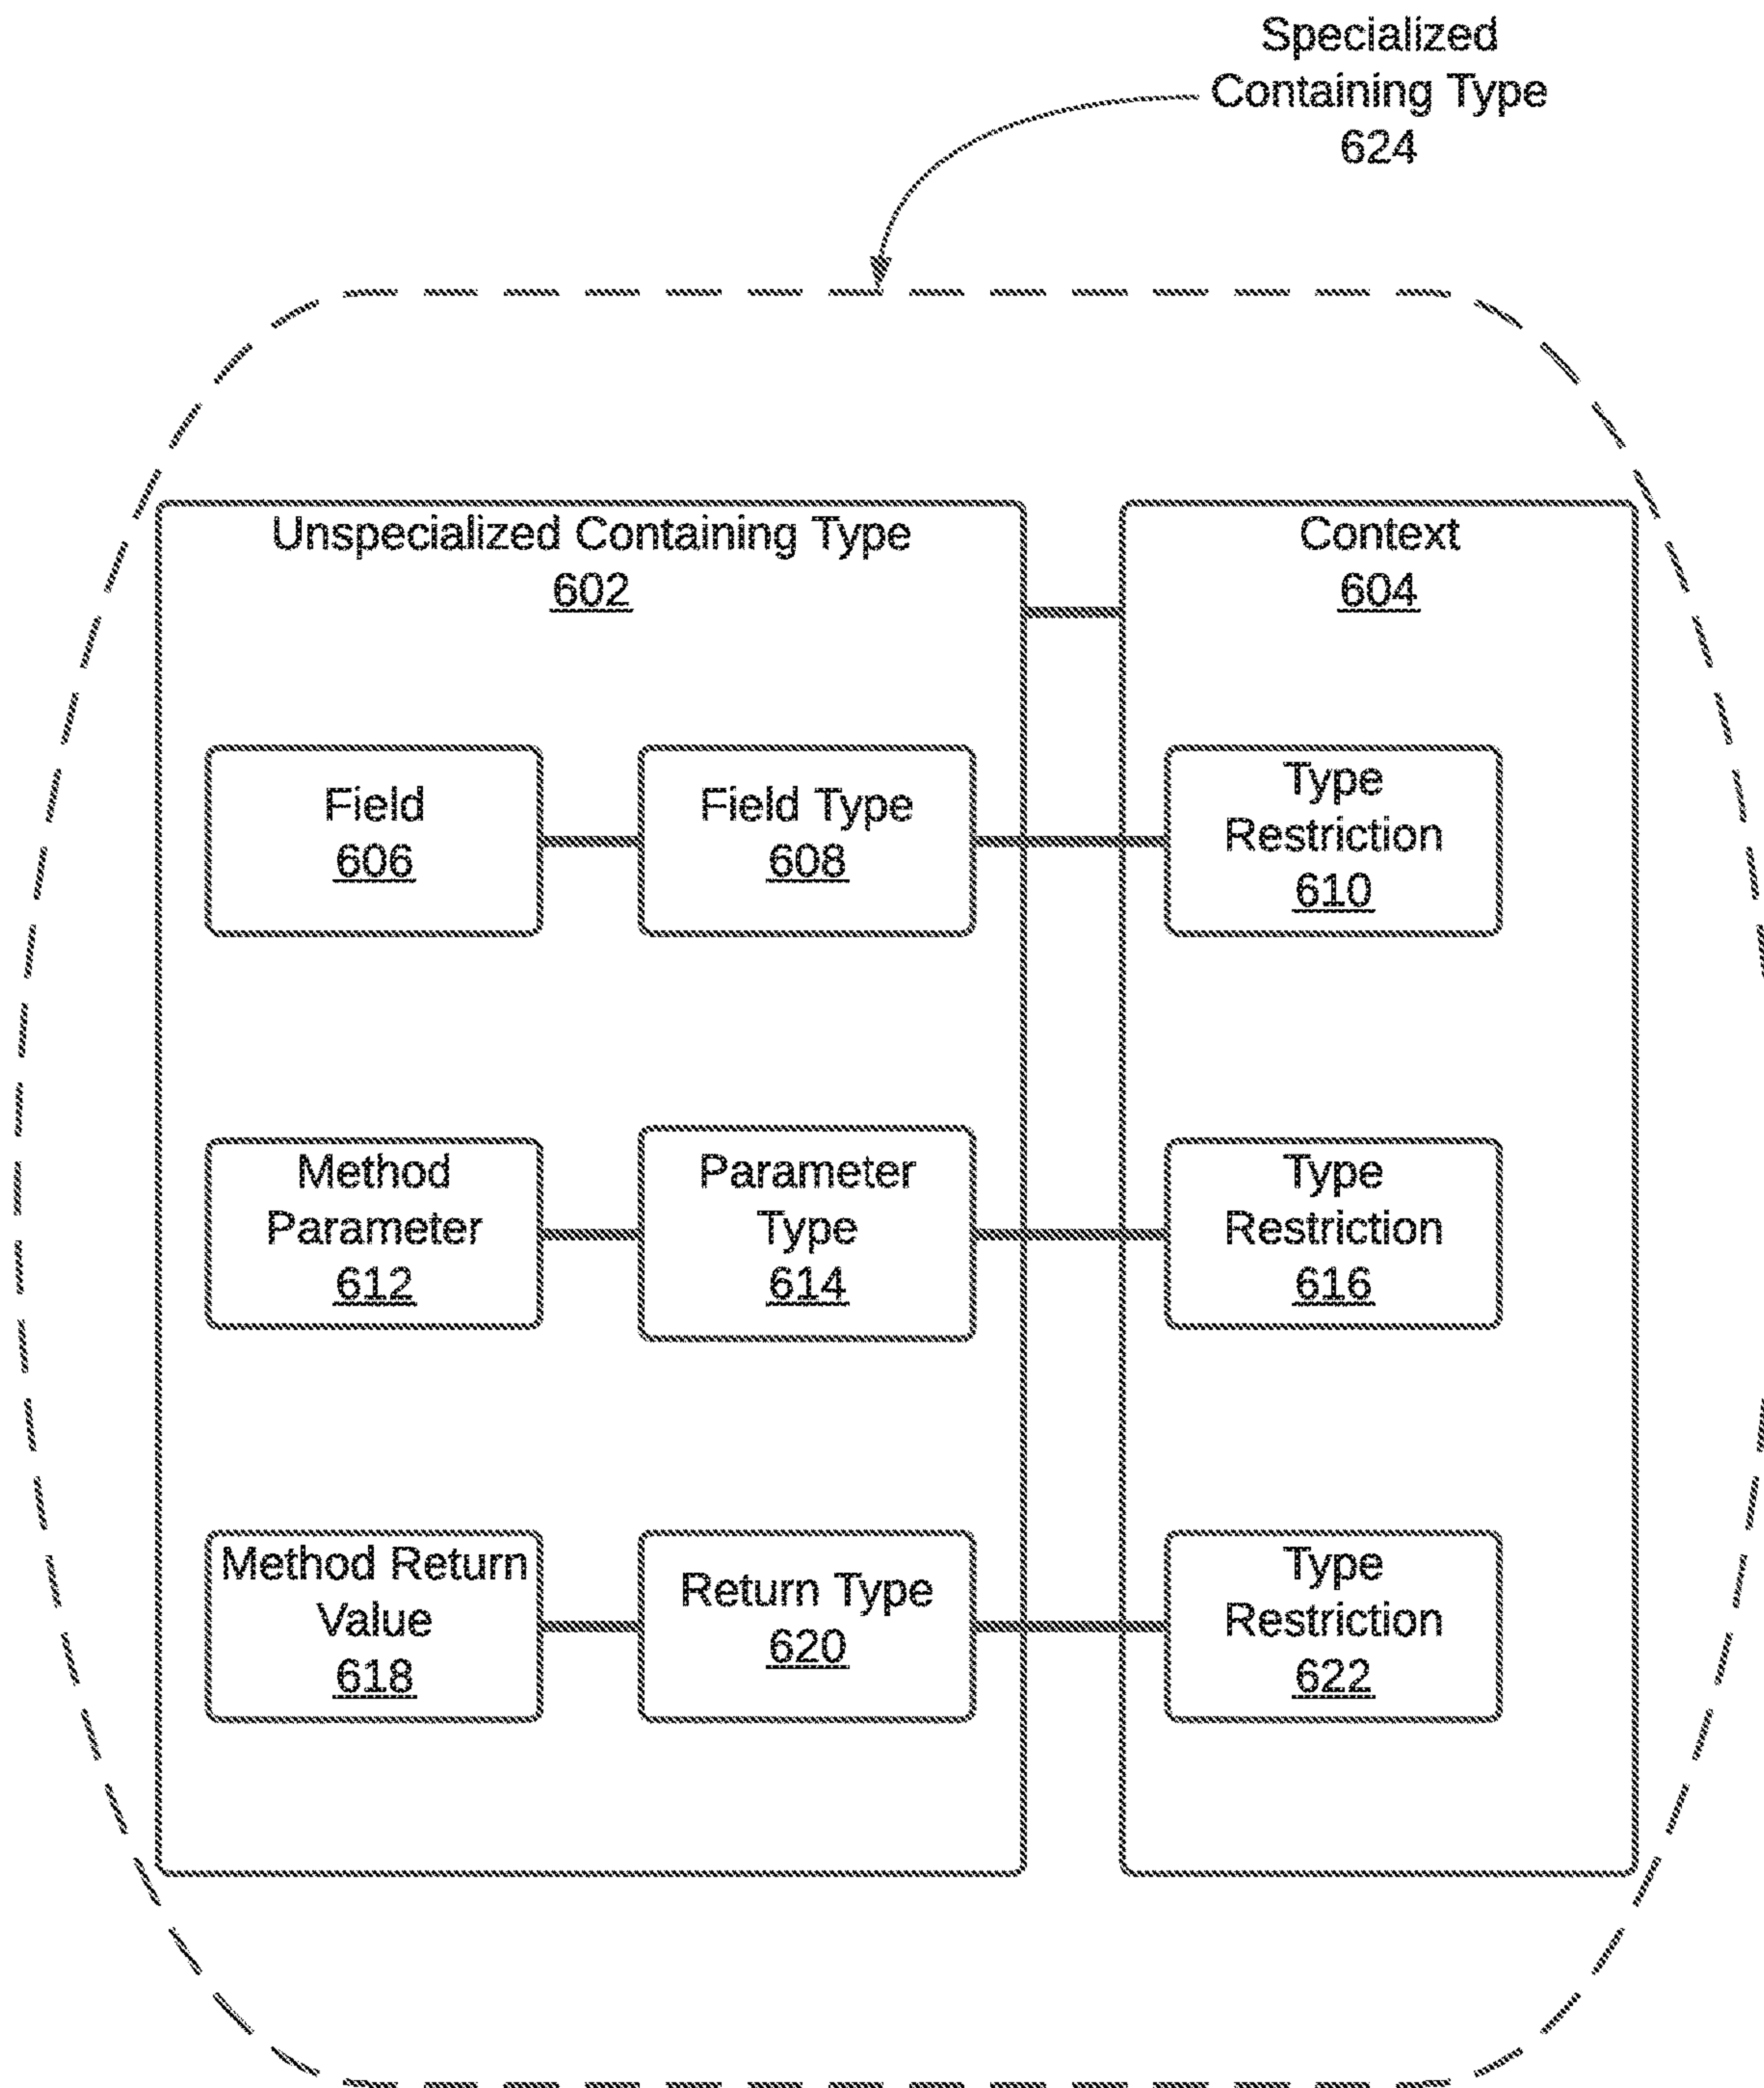 Specialized
Containing Type
624
Unspecialized Containing Type
602
Context
604
Field
606
Field Type
608
Type
Restriction
610
Method
Parameter
612
Parameter
Type
614
Type
Restriction
616
Method Return
Value
618
Return Type
620
Type
Restriction
622